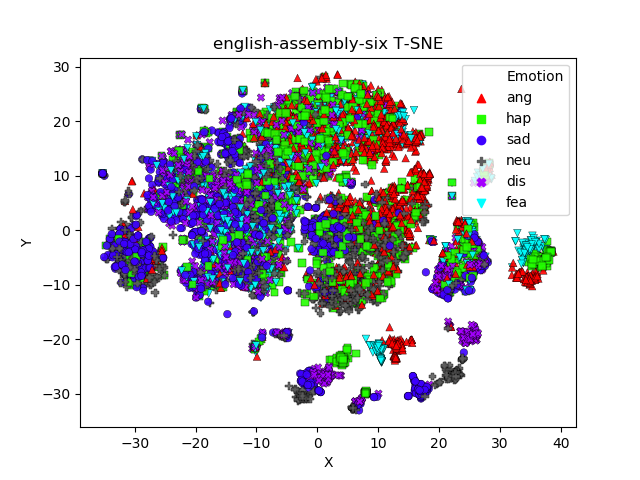 english-assembly-six T-SNE
30
20
10
0
−10
−20
−30
Y
−30
−20
−10
0
10
20
30
40
X
Emotion
ang
hap
sad
neu
dis
fea